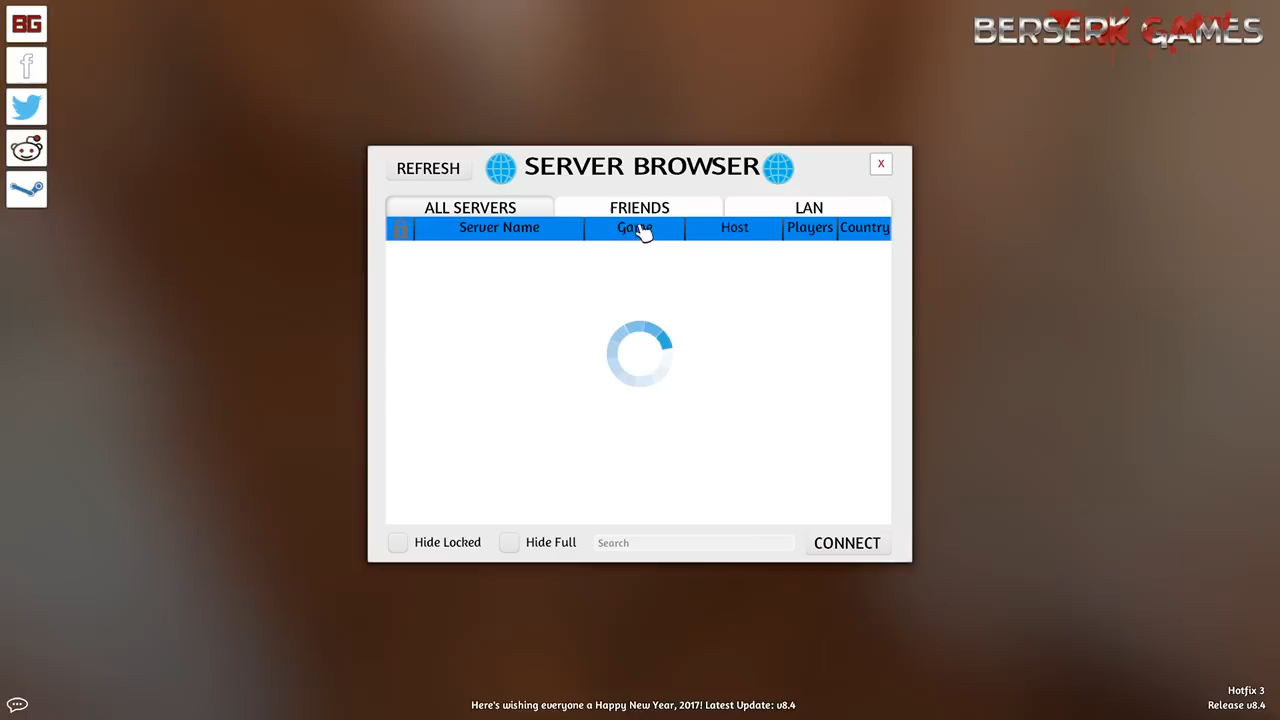 BG
BERSERK GAMES
REFRESH
SERVER BROWSER
X
ALL SERVERS
FRIENDS
LAN
Server Name
Game
Host
Players
Country
Hide Locked
Hide Full
Search
CONNECT
Hotfix 3
Here's wishing everyone a Happy New Year, 2017! Latest Update: v8.4
Release v8.4